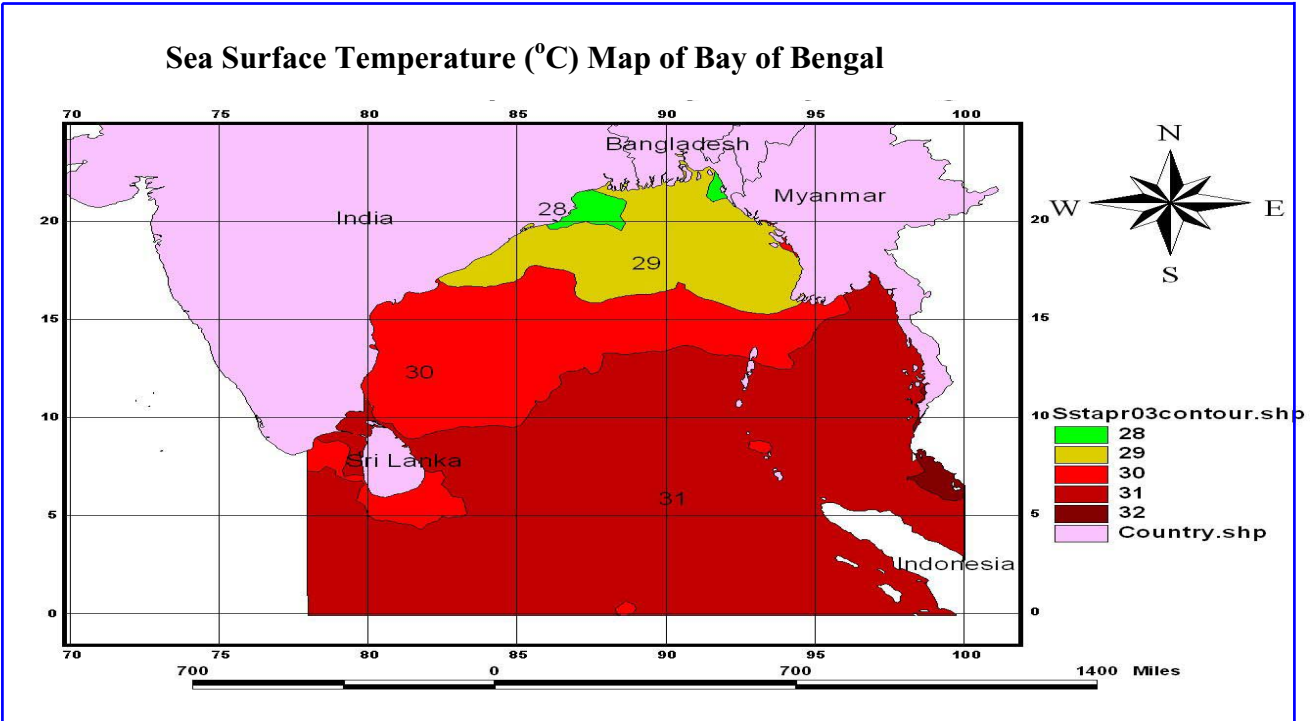 Sea Surface Temperature (°C) Map of Bay of Bengal
70 75 80 85 90 95 100
Bangladesh
Myanmar
India
28
20 20
29
15 15
30
10 10
Sri Lanka
31
5 5
Indonesia
0 0
70 75 80 85 90 95 100
700 0 700 1400 Miles
N
W E
S
Sstapr03contour.shp
28
29
30
31
32
Country.shp